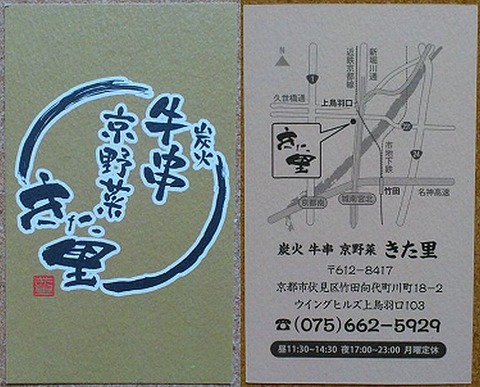 炭火
牛串
京野菜
きた里
N
近鉄京都線
新堀川通
1
久世橋通
上鳥羽口
きた里
市地下鉄
24
竹田
名神高速
京都南
城南宮北
炭火 牛串 京野菜 きた里
〒612-8417
京都市伏見区竹田向代町川町18-2
ウイングヒルズ上鳥羽口103
☎(075)662-5929
昼11:30~14:30 夜17:00~23:00 月曜定休